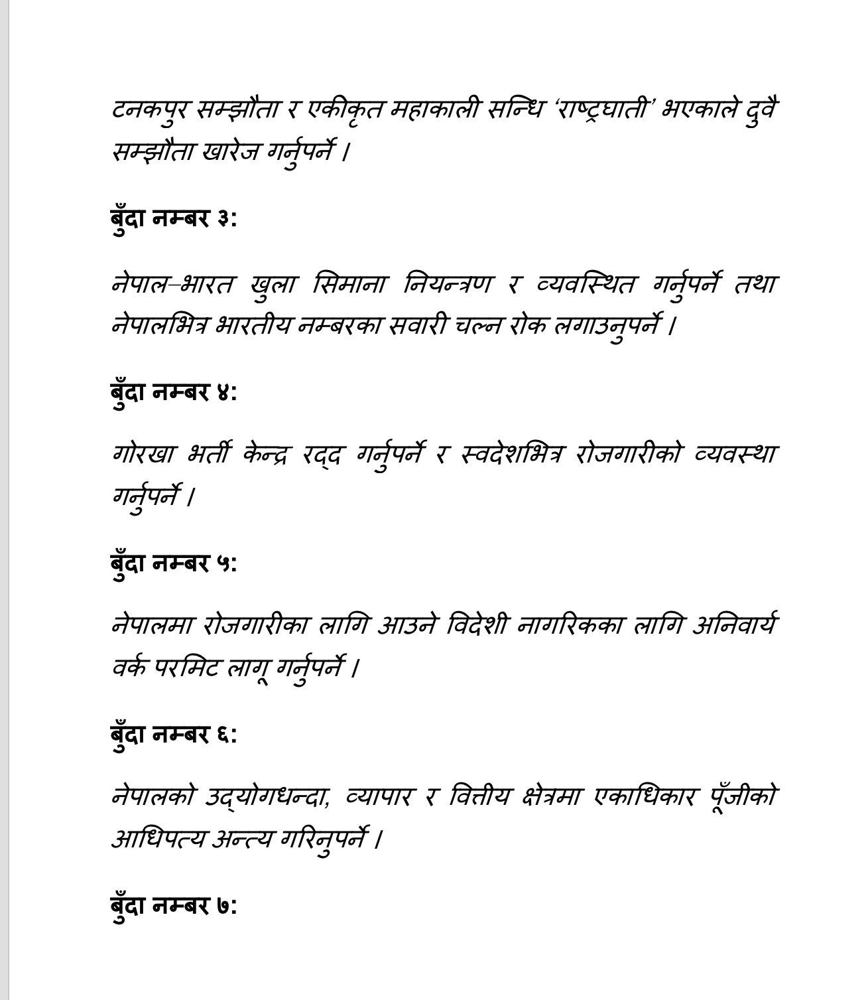 टनकपुर सम्झौता र एकीकृत महाकाली सन्धि ‘राष्ट्रघाती’ भएकाले दुवै
सम्झौता खारेज गर्नुपर्ने ।
बुँदा नम्बर ३:
नेपाल–भारत खुला सिमाना नियन्त्रण र व्यवस्थित गर्नुपर्ने तथा
नेपालभित्र भारतीय नम्बरका सवारी चल्न रोक लगाउनुपर्ने ।
बुँदा नम्बर ४:
गोरखा भर्ती केन्द्र रद्द गर्नुपर्ने र स्वदेशभित्र रोजगारीको व्यवस्था
गर्नुपर्ने ।
बुँदा नम्बर ५:
नेपालमा रोजगारीका लागि आउने विदेशी नागरिकका लागि अनिवार्य
वर्क परमिट लागू गर्नुपर्ने ।
बुँदा नम्बर ६:
नेपालको उद्योगधन्दा, व्यापार र वित्तीय क्षेत्रमा एकाधिकार पूँजीको
आधिपत्य अन्त्य गरिनुपर्ने ।
बुँदा नम्बर ७: